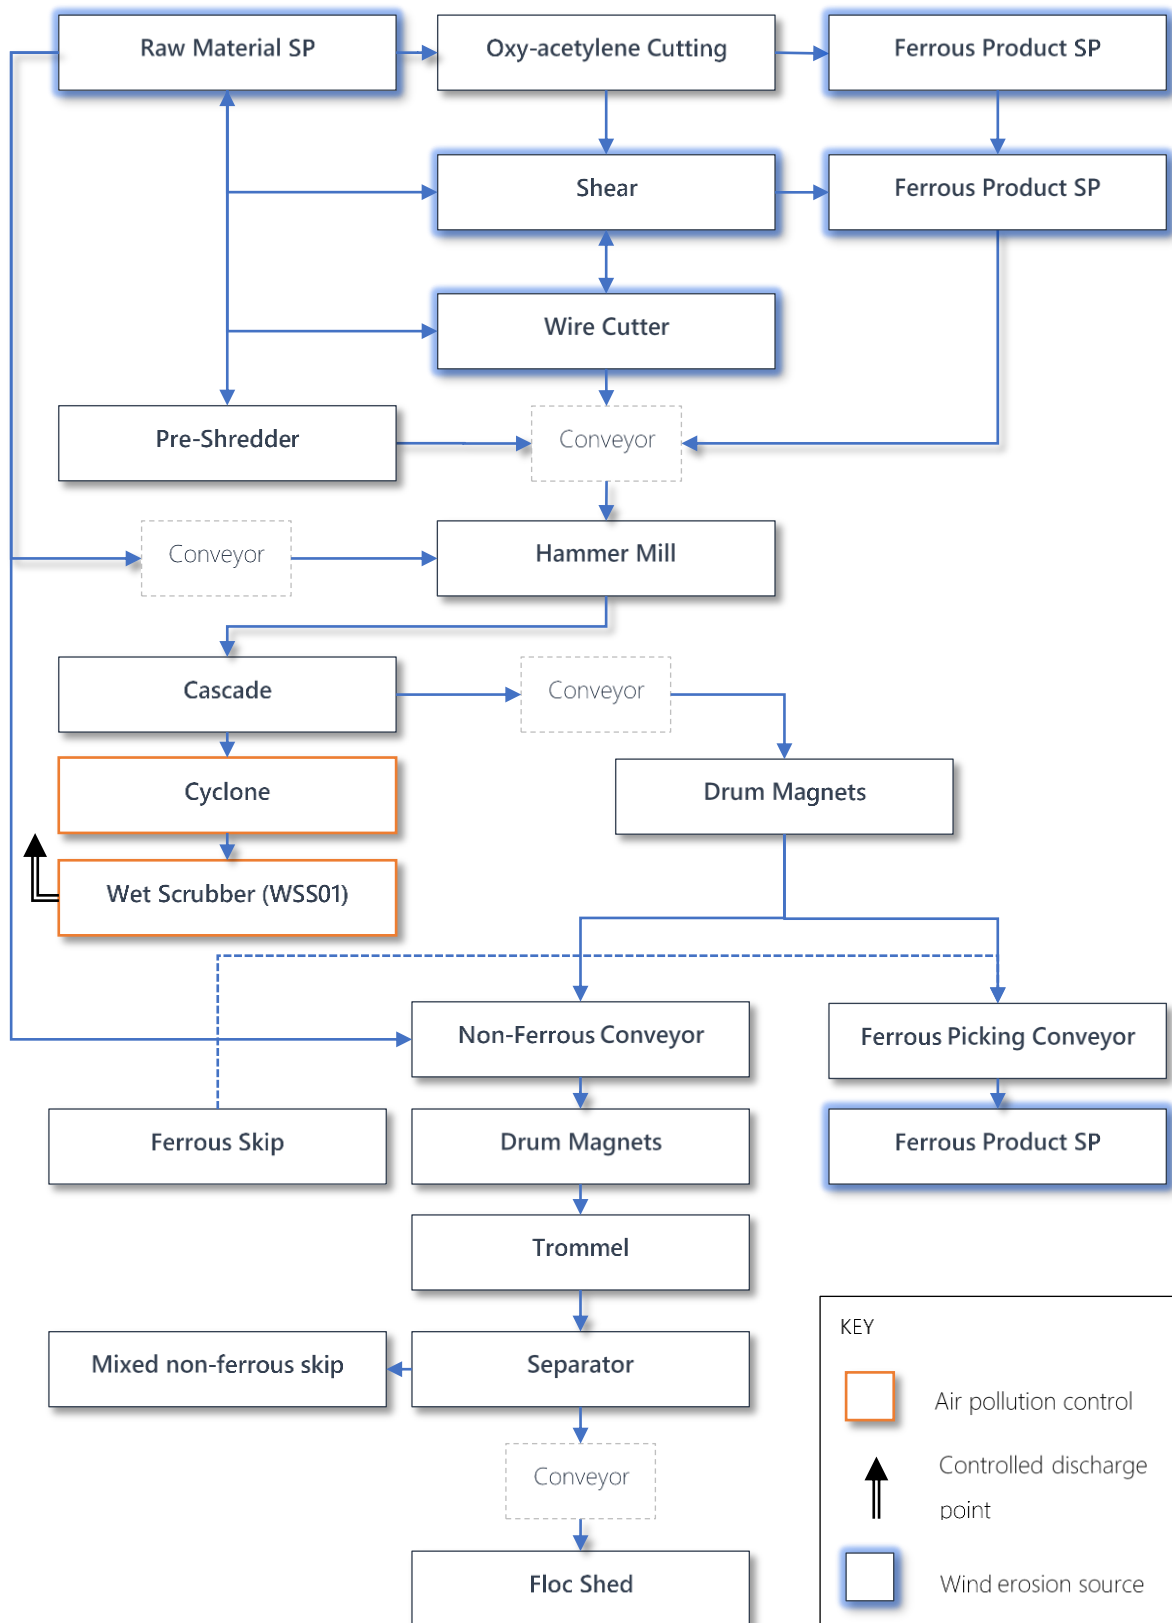 Raw Material SP
Oxy-acetylene Cutting
Ferrous Product SP
Shear
Ferrous Product SP
Wire Cutter
Pre-Shredder
Conveyor
Conveyor
Hammer Mill
Cascade
Conveyor
Cyclone
Drum Magnets
Wet Scrubber (WSS01)
Non-Ferrous Conveyor
Ferrous Picking Conveyor
Ferrous Skip
Drum Magnets
Ferrous Product SP
Trommel
Mixed non-ferrous skip
Separator
Conveyor
Floc Shed
KEY
Air pollution control
Controlled discharge
point
Wind erosion source